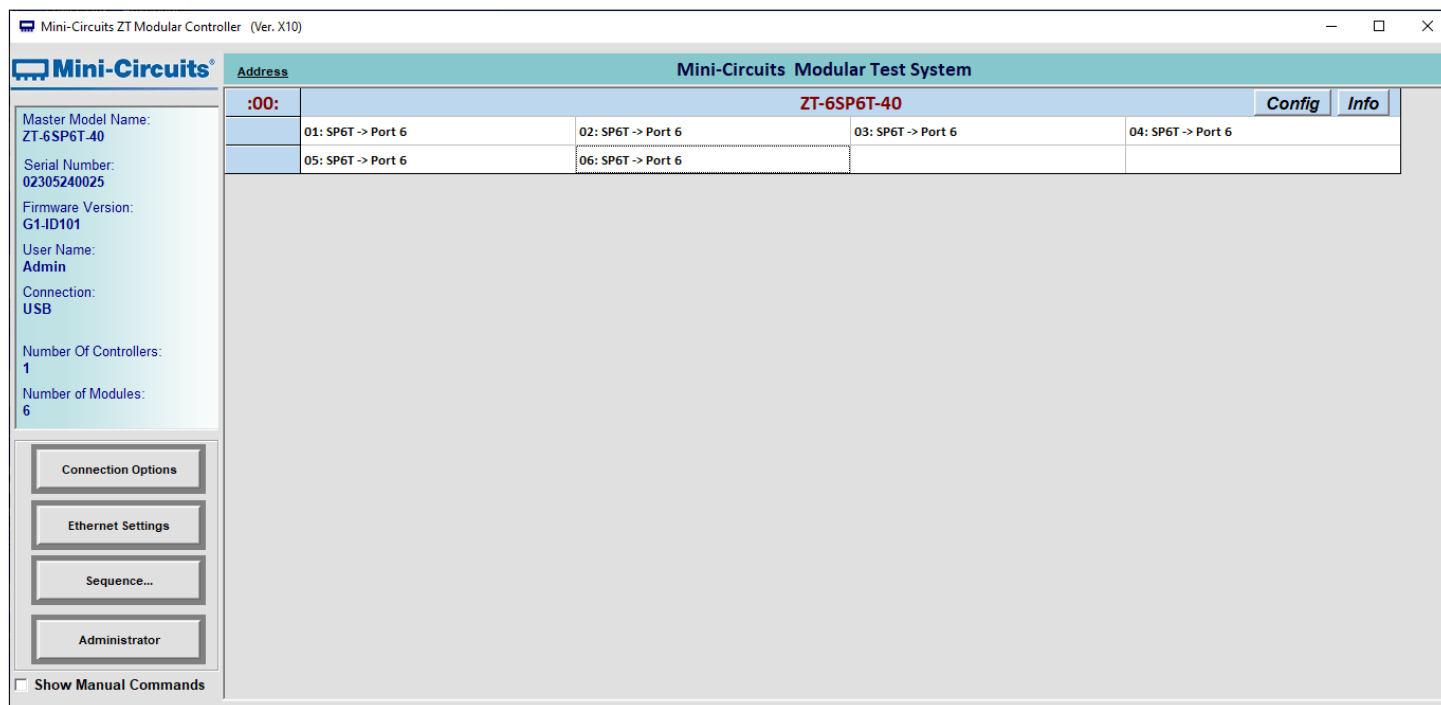 Mini-Circuits ZT Modular Controller (Ver. X10)
Mini-Circuits®
Address
Mini-Circuits Modular Test System
:00:
ZT-6SP6T-40
Config
Info
01: SP6T -> Port 6
02: SP6T -> Port 6
03: SP6T -> Port 6
04: SP6T -> Port 6
05: SP6T -> Port 6
06: SP6T -> Port 6
Master Model Name:
ZT-6SP6T-40
Serial Number:
02305240025
Firmware Version:
G1-ID101
User Name:
Admin
Connection:
USB
Number Of Controllers:
1
Number of Modules:
6
Connection Options
Ethernet Settings
Sequence...
Administrator
Show Manual Commands